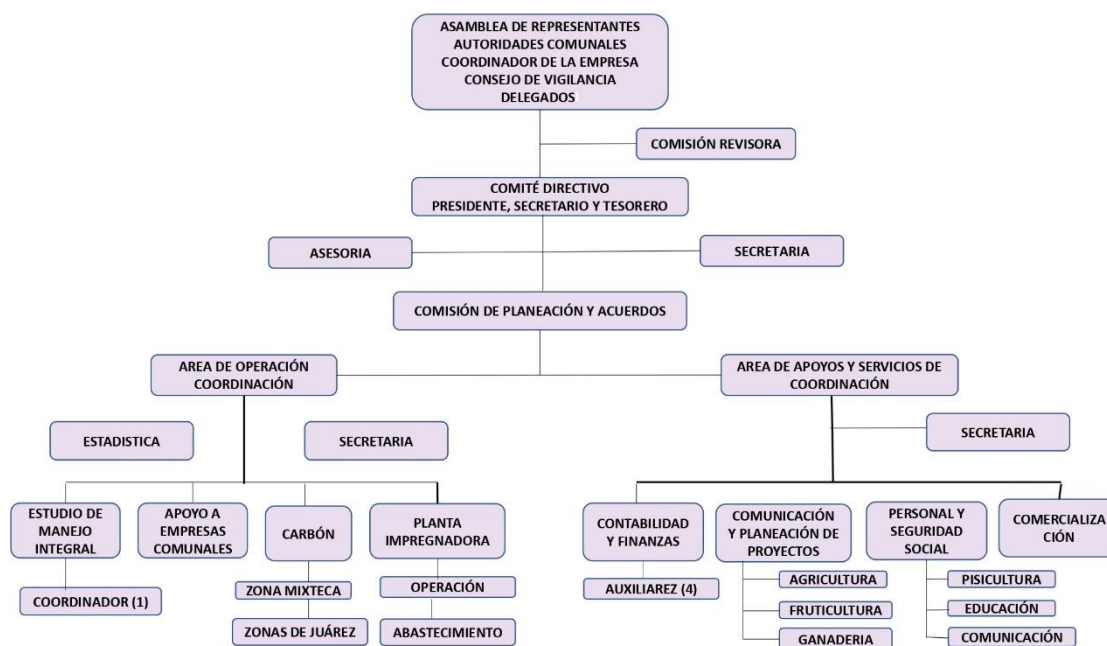 ASAMBLEA DE REPRESENTANTES
AUTORIDADES COMUNALES
COORDINADOR DE LA EMPRESA
CONSEJO DE VIGILANCIA
DELEGADOS
COMISIÓN REVISORA
COMITÉ DIRECTIVO
PRESIDENTE, SECRETARIO Y TESORERO
ASESORIA
SECRETARIA
COMISIÓN DE PLANEACIÓN Y ACUERDOS
AREA DE OPERACIÓN
COORDINACIÓN
AREA DE APOYOS Y SERVICIOS DE
COORDINACIÓN
ESTADISTICA
SECRETARIA
SECRETARIA
ESTUDIO DE
MANEJO
INTEGRAL
APOYO A
EMPRESAS
COMUNALES
CARBÓN
PLANTA
IMPREGNADORA
CONTABILIDAD
Y FINANZAS
COMUNICACIÓN
Y PLANEACIÓN DE
PROYECTOS
PERSONAL Y
SEGURIDAD
SOCIAL
COMERCIALIZA
CIÓN
COORDINADOR (1)
ZONA MIXTECA
ZONAS DE JUÁREZ
OPERACIÓN
ABASTECIMIENTO
AUXILIAREZ (4)
AGRICULTURA
FRUTICULTURA
GANADERIA
PISICULTURA
EDUCACIÓN
COMUNICACIÓN